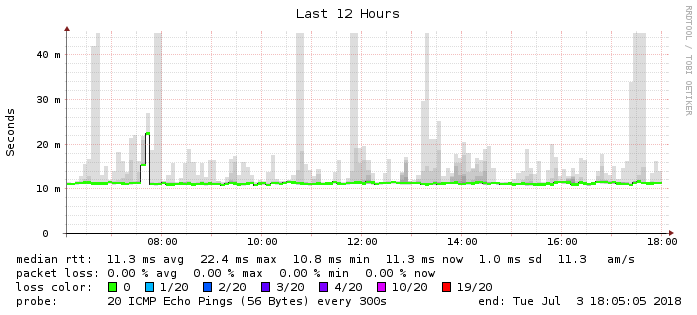 Last 12 Hours
RRDTOOL / TOBI OETIKER
Seconds
40 m
30 m
20 m
10 m
0
08:00 10:00 12:00 14:00 16:00 18:00
median rtt: 11.3 ms avg 22.4 ms max 10.8 ms min 11.3 ms now 1.0 ms sd 11.3 am/s
packet loss: 0.00 % avg 0.00 % max 0.00 % min 0.00 % now
loss color: 0 1/20 2/20 3/20 4/20 10/20 19/20
probe: 20 ICMP Echo Pings (56 Bytes) every 300s end: Tue Jul 3 18:05:05 2018